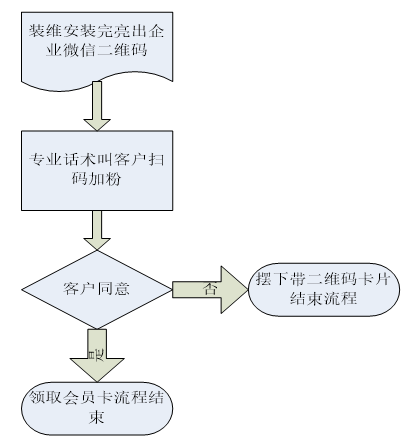 装维安装完亮出企
业微信二维码
专业话术叫客户扫
码加粉
客户同意
否
摆下带二维码卡片
结束流程
是
领取会员卡流程结
束